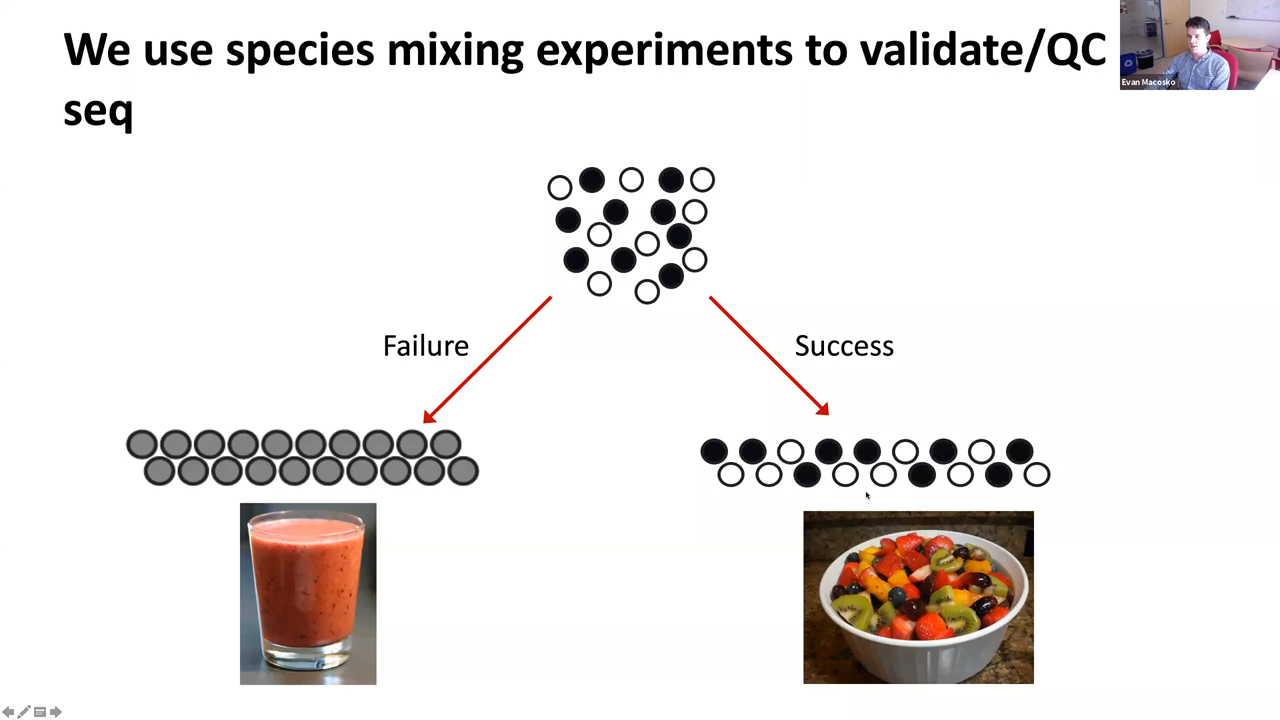 We use species mixing experiments to validate/QC
seq
Evan Macosko
Failure
Success